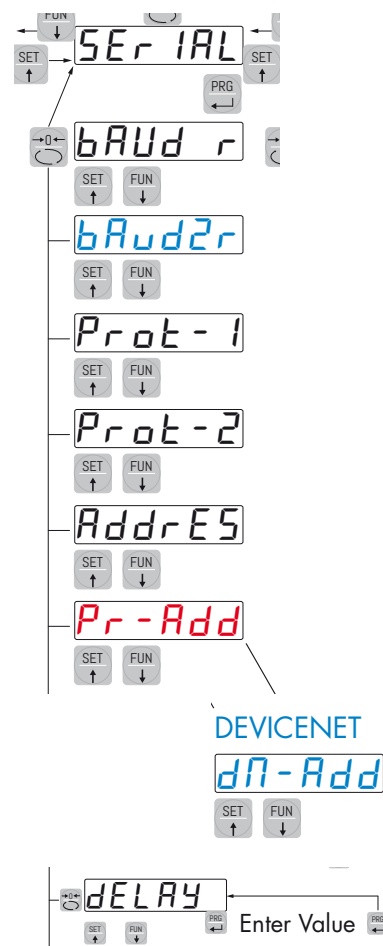 FUN
SET SErIAL SET
PRG
→0← bAUd r
SET FUN
bAud2r
SET FUN
Prot-1
SET FUN
Prot-2
SET FUN
AddrES
SET FUN
Pr-Add
SET FUN
DEVICENET
dn-Add
SET FUN
→0← dELAY
SET FUN PRG Enter Value PRG